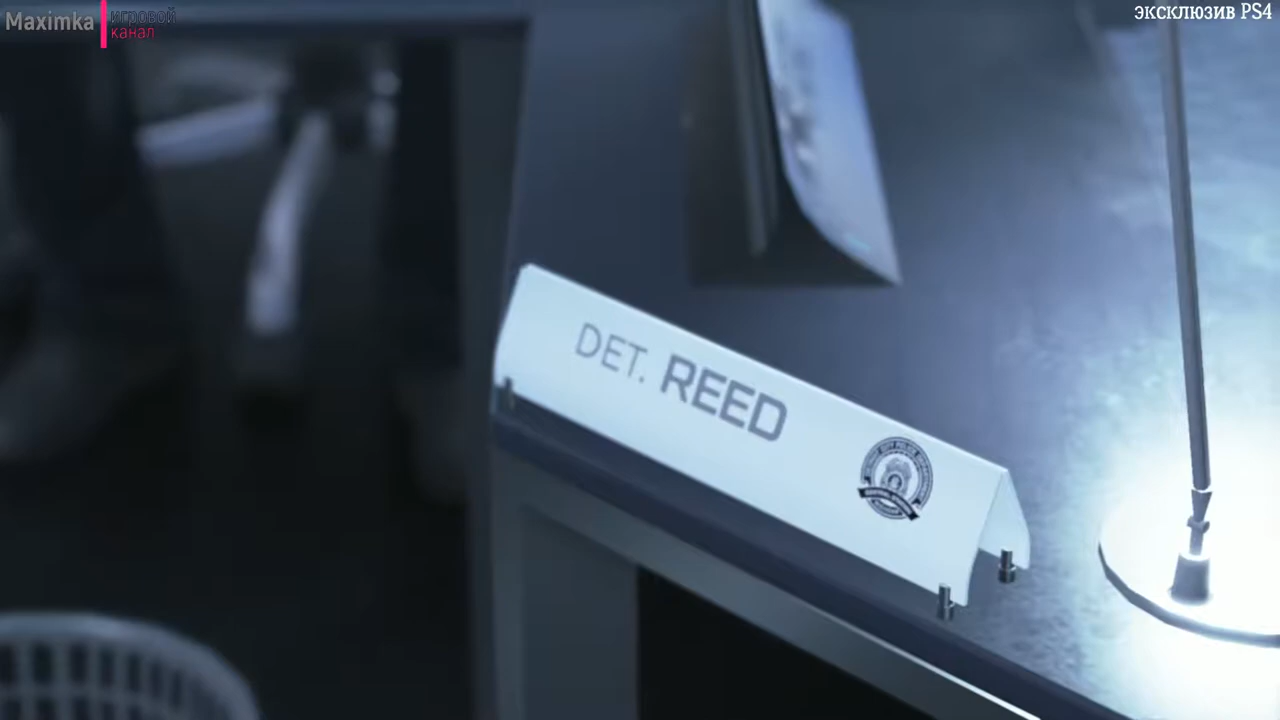 Maximka
игровой
канал
эксклюзив PS4
DET. REED